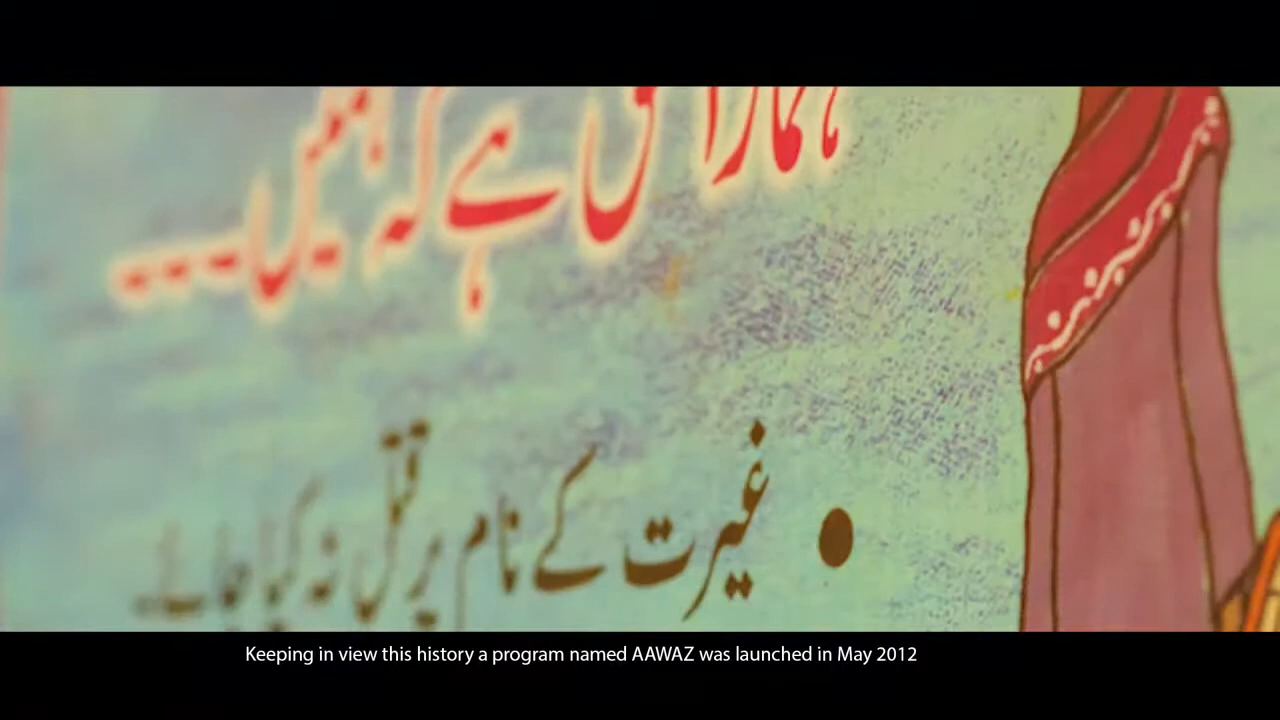 ہمارا حق ہے کہ ہمیں...
• غیرت کے نام پر قتل نہ کیا جائے
Keeping in view this history a program named AAWAZ was launched in May 2012